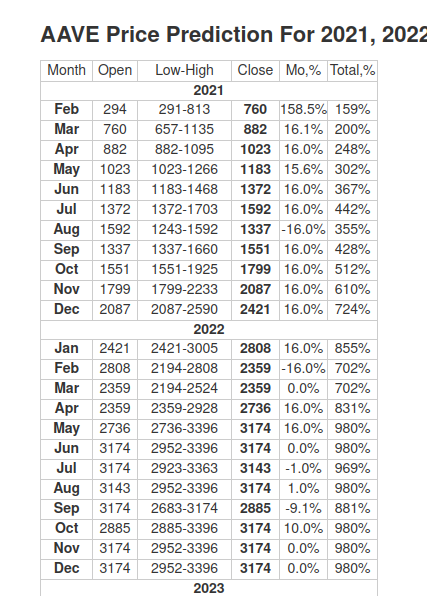 AAVE Price Prediction For 2021, 2022
Month Open Low-High Close Mo,% Total,%
2021
Feb 294 291-813 760 158.5% 159%
Mar 760 657-1135 882 16.1% 200%
Apr 882 882-1095 1023 16.0% 248%
May 1023 1023-1266 1183 15.6% 302%
Jun 1183 1183-1468 1372 16.0% 367%
Jul 1372 1372-1703 1592 16.0% 442%
Aug 1592 1243-1592 1337 -16.0% 355%
Sep 1337 1337-1660 1551 16.0% 428%
Oct 1551 1551-1925 1799 16.0% 512%
Nov 1799 1799-2233 2087 16.0% 610%
Dec 2087 2087-2590 2421 16.0% 724%
2022
Jan 2421 2421-3005 2808 16.0% 855%
Feb 2808 2194-2808 2359 -16.0% 702%
Mar 2359 2194-2524 2359 0.0% 702%
Apr 2359 2359-2928 2736 16.0% 831%
May 2736 2736-3396 3174 16.0% 980%
Jun 3174 2952-3396 3174 0.0% 980%
Jul 3174 2923-3363 3143 -1.0% 969%
Aug 3143 2952-3396 3174 1.0% 980%
Sep 3174 2683-3174 2885 -9.1% 881%
Oct 2885 2885-3396 3174 10.0% 980%
Nov 3174 2952-3396 3174 0.0% 980%
Dec 3174 2952-3396 3174 0.0% 980%
2023